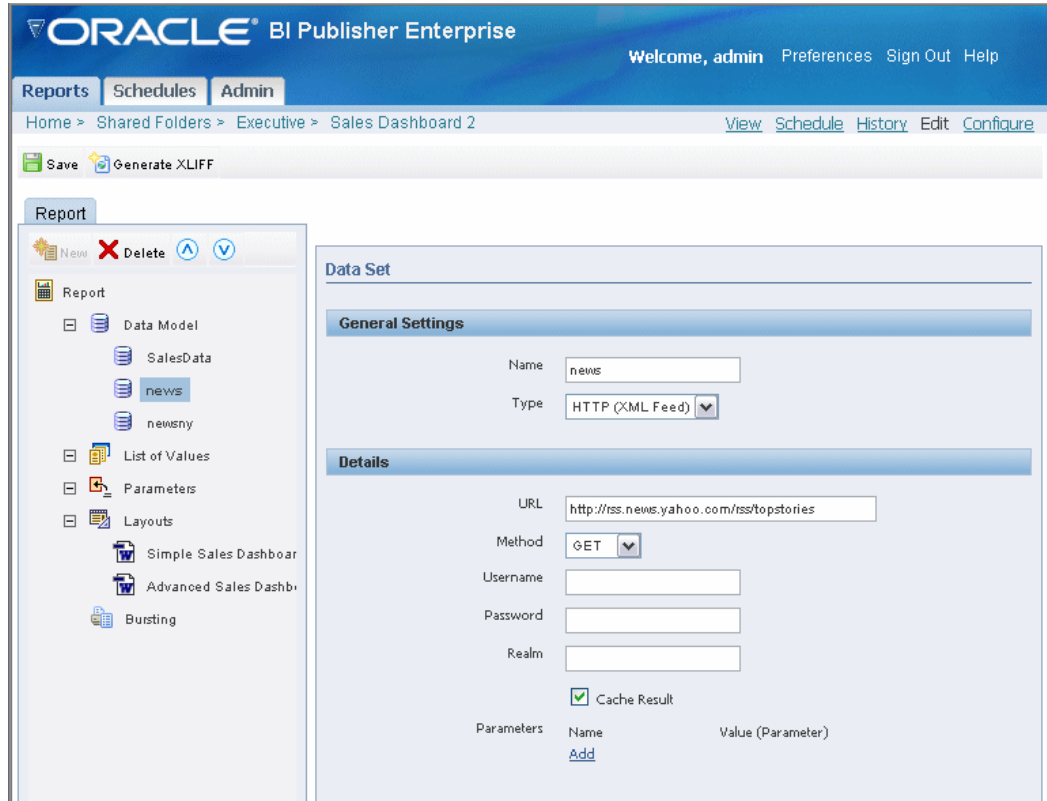 ORACLE® BI Publisher Enterprise
Welcome, admin Preferences Sign Out Help
Reports Schedules Admin
Home > Shared Folders > Executive > Sales Dashboard 2
View Schedule History Edit Configure
Save Generate XLIFF
Report
New Delete
Report
Data Model
SalesData
news
newsny
List of Values
Parameters
Layouts
Simple Sales Dashboar
Advanced Sales Dashb
Bursting
Data Set
General Settings
Name news
Type HTTP (XML Feed)
Details
URL http://rss.news.yahoo.com/rss/topstories
Method GET
Username
Password
Realm
Cache Result
Parameters Name Value (Parameter)
Add